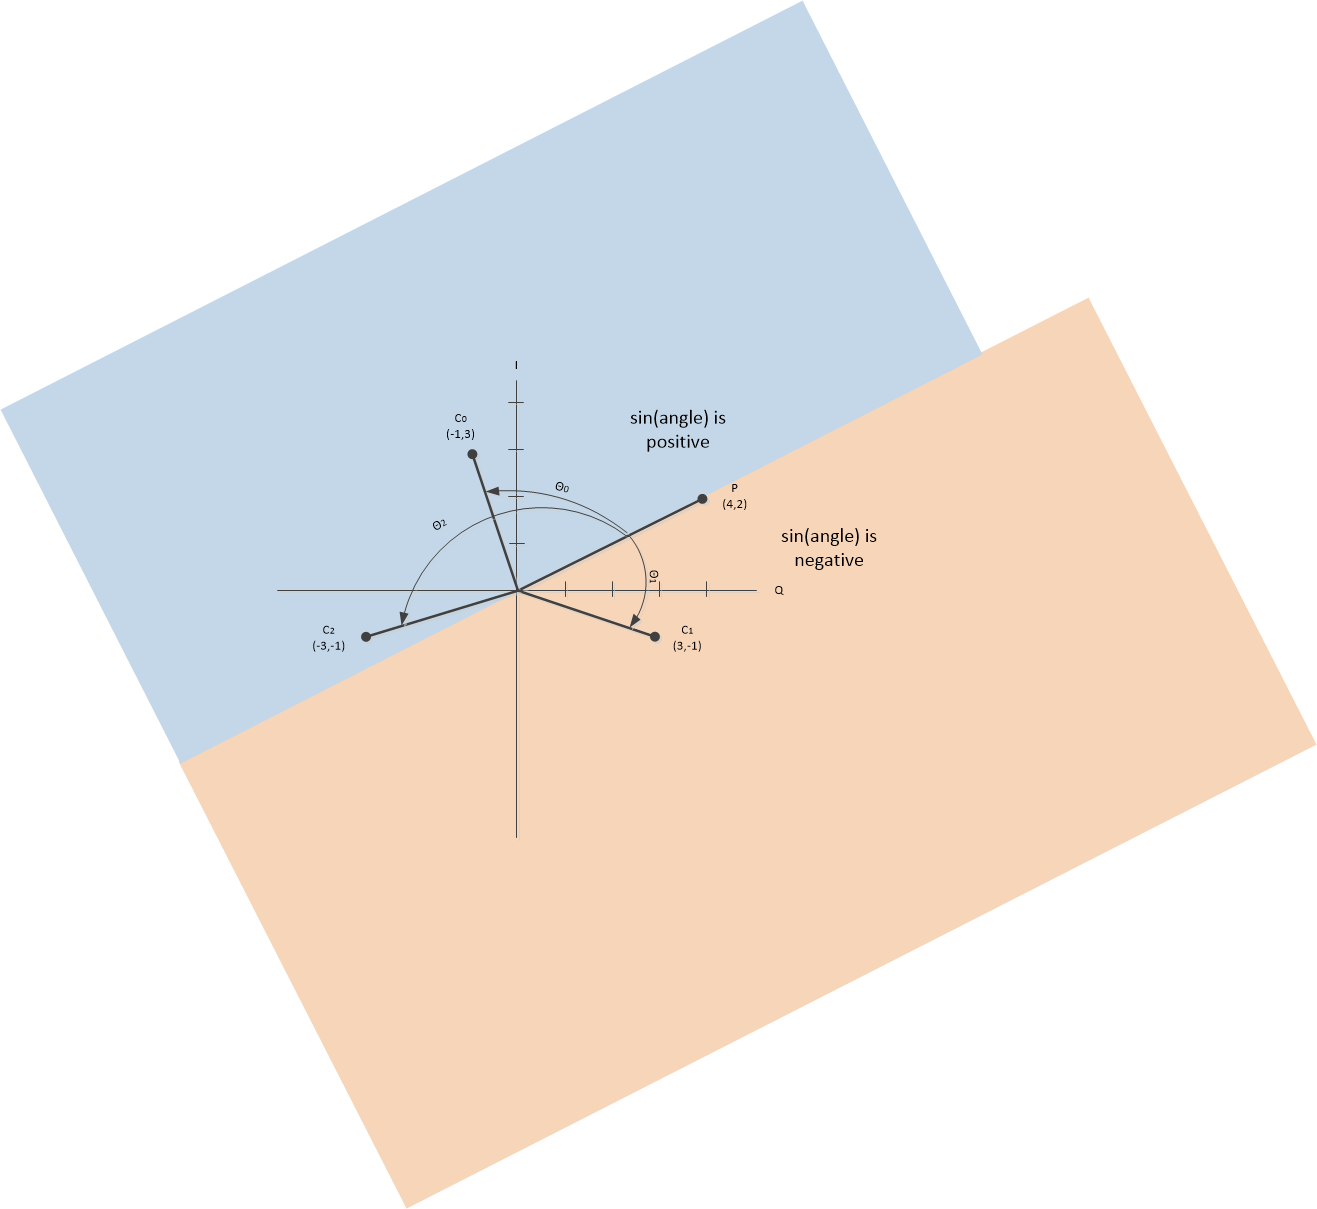 I
C₀
(-1,3)
sin(angle) is
positive
Θ₀
P
(4,2)
Θ₂
sin(angle) is
negative
Θ₁
Q
C₂
(-3,-1)
C₁
(3,-1)